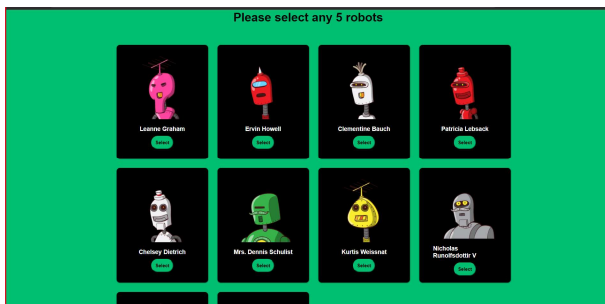 Please select any 5 robots
Leanne Graham
Select
Ervin Howell
Select
Clementine Bauch
Select
Patricia Lebsack
Select
Chelsey Dietrich
Select
Mrs. Dennis Schulist
Select
Kurtis Weissnat
Select
Nicholas
Runolfsdottir V
Select